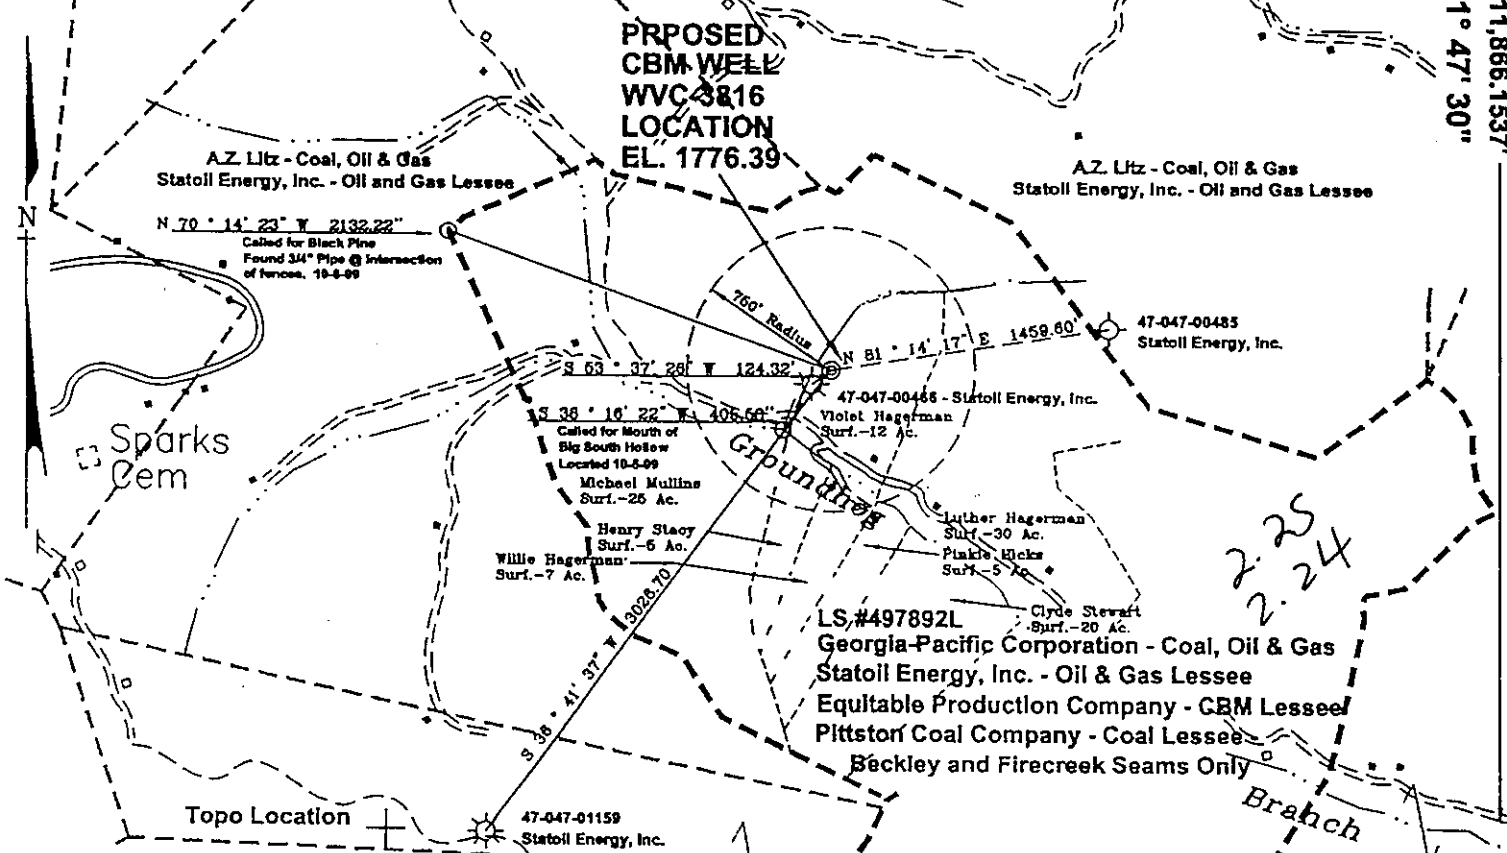 PRPOSED
CBM WELL
WVC-3816
LOCATION
EL. 1776.39
11,866.1537'
1° 47' 30"
A.Z. Litz - Coal, Oil & Gas
Statoil Energy, Inc. - Oil and Gas Lessee
A.Z. Litz - Coal, Oil & Gas
Statoil Energy, Inc. - Oil and Gas Lessee
N
N 70 ° 14' 23" W 2132.22"
Called for Black Pine
Found 3/4" Pipe @ Intersection
of fences. 10-6-09
760' Radius
N 81 ° 14' 17" E 1459.60'
47-047-00485
Statoil Energy, Inc.
S 63 ° 37' 26" W 124.32'
47-047-00466 - Statoil Energy, Inc.
S 38 ° 16' 22" W 406.60"
Called for Mouth of
Big South Hollow
Located 10-6-09
Violet Hagerman
Surf.-12 Ac.
Sparks
Cem
Groundhog
Michael Mullins
Surf.-25 Ac.
Henry Stacy
Surf.-5 Ac.
Willie Hagerman
Surf.-7 Ac.
Luther Hagerman
Surf.-30 Ac.
Pinkie Hicks
Surf.-5 Ac.
Clyde Stewart
Surf.-20 Ac.
2.25
2.24
S 38 ° 41' 37" W 3026.70
LS #497892L
Georgia-Pacific Corporation - Coal, Oil & Gas
Statoil Energy, Inc. - Oil & Gas Lessee
Equitable Production Company - CBM Lessee
Pittston Coal Company - Coal Lessee -
Beckley and Firecreek Seams Only
Branch
Topo Location
47-047-01159
Statoil Energy, Inc.